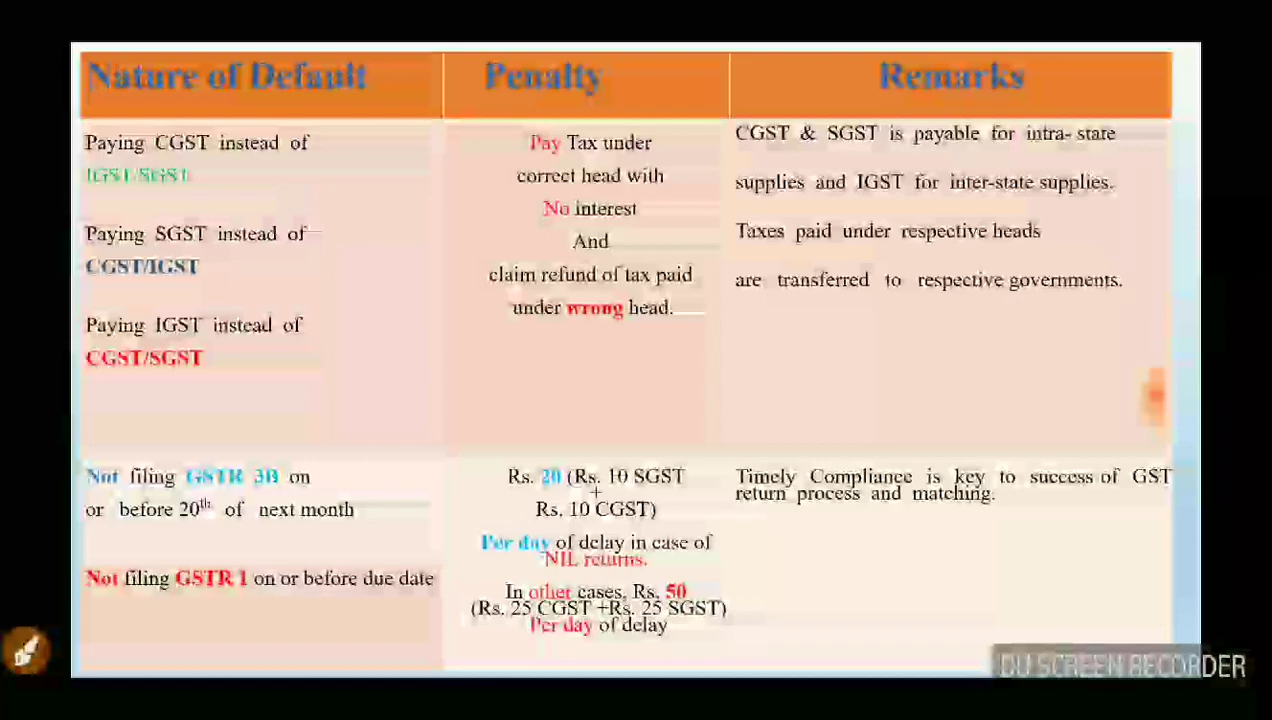 Nature of Default
Penalty
Remarks
Paying CGST instead of
IGST/SGST
Paying SGST instead of
CGST/IGST
Paying IGST instead of
CGST/SGST
Pay Tax under
correct head with
No interest
And
claim refund of tax paid
under wrong head.
CGST & SGST is payable for intra- state
supplies and IGST for inter-state supplies.
Taxes paid under respective heads
are transferred to respective governments.
Not filing GSTR 3B on
or before 20th of next month
Not filing GSTR 1 on or before due date
Rs. 20 (Rs. 10 SGST
+
Rs. 10 CGST)
Per day of delay in case of
NIL returns.
In other cases, Rs. 50
(Rs. 25 CGST +Rs. 25 SGST)
Per day of delay
Timely Compliance is key to success of GST
return process and matching.
DU SCREEN RECORDER